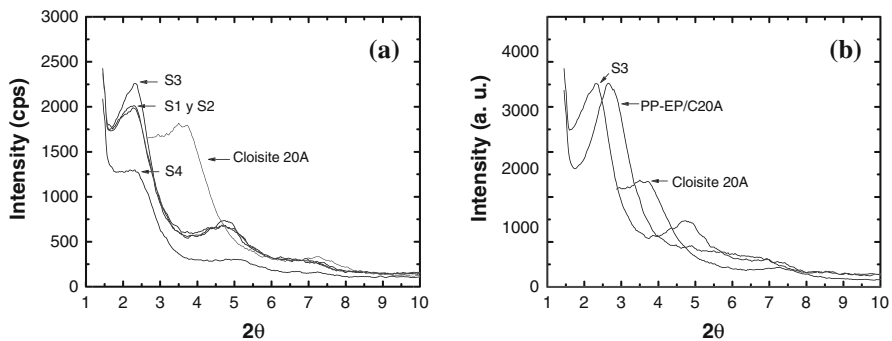 (a)
Intensity (cps)
3000
2500
2000
1500
1000
500
0
S3
S1 y S2
S4
Cloisite 20A
1 2 3 4 5 6 7 8 9 10
2θ
(b)
Intensity (a. u.)
4000
3000
2000
1000
0
S3
PP-EP/C20A
Cloisite 20A
1 2 3 4 5 6 7 8 9 10
2θ